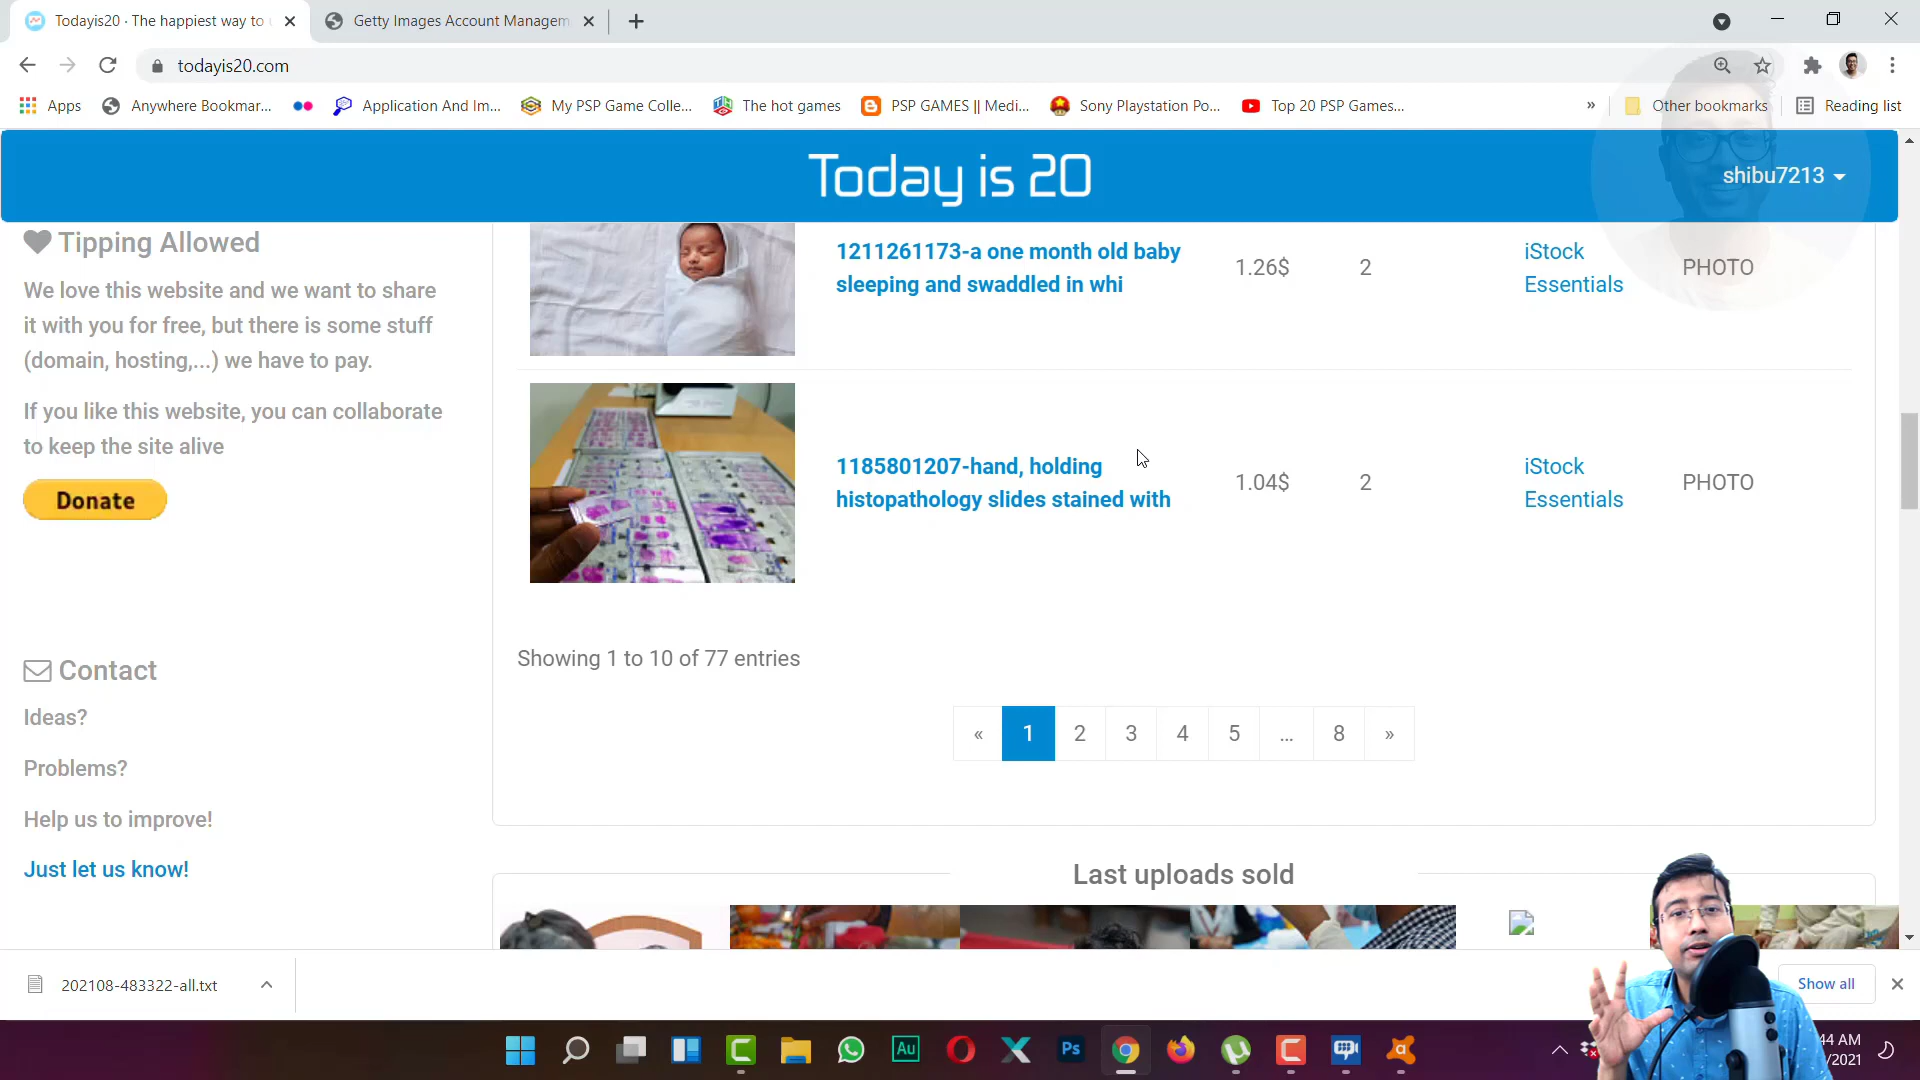 Todayis20 · The happiest way to
Getty Images Account Managem
todayis20.com
Apps
Anywhere Bookmar...
Application And Im...
My PSP Game Colle...
The hot games
PSP GAMES || Medi...
Sony Playstation Po...
Top 20 PSP Games...
»
Other bookmarks
Reading list
Today is 20
shibu7213
Tipping Allowed
We love this website and we want to share
it with you for free, but there is some stuff
(domain, hosting,...) we have to pay.
If you like this website, you can collaborate
to keep the site alive
Donate
Contact
Ideas?
Problems?
Help us to improve!
Just let us know!
1211261173-a one month old baby
sleeping and swaddled in whi
1.26$
2
iStock
Essentials
PHOTO
1185801207-hand, holding
histopathology slides stained with
1.04$
2
iStock
Essentials
PHOTO
Showing 1 to 10 of 77 entries
« 1 2 3 4 5 ... 8 »
Last uploads sold
202108-483322-all.txt
Show all
Au
Ps
44 AM
/2021